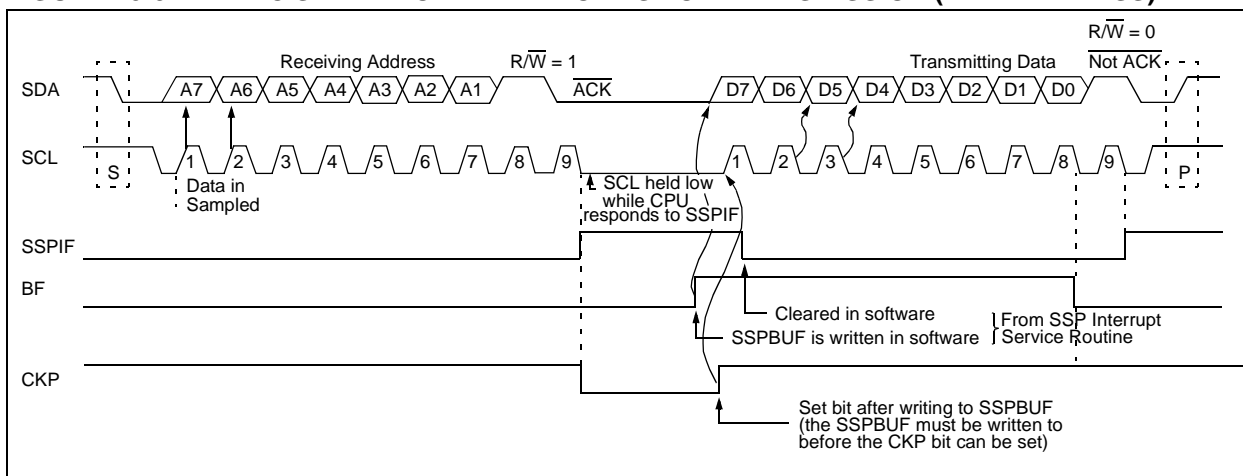 R/W = 0
Receiving Address R/W = 1 Transmitting Data Not ACK
SDA A7 A6 A5 A4 A3 A2 A1 ACK D7 D6 D5 D4 D3 D2 D1 D0
SCL 1 2 3 4 5 6 7 8 9 1 2 3 4 5 6 7 8 9
S P
Data in
Sampled
SCL held low
while CPU
responds to SSPIF
SSPIF
BF
Cleared in software
SSPBUF is written in software
From SSP Interrupt
Service Routine
CKP
Set bit after writing to SSPBUF
(the SSPBUF must be written to
before the CKP bit can be set)